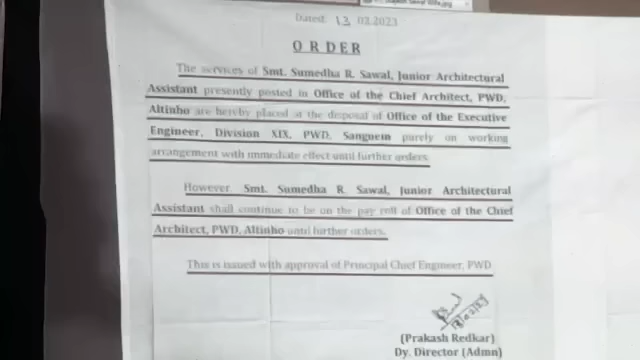 Dated: 13.02.2023
ORDER
The services of Smt. Sumedha R. Sawal, Junior Architectural
Assistant presently posted in Office of the Chief Architect, PWD,
Altinho are hereby placed at the disposal of Office of the Executive
Engineer, Division XIX, PWD, Sanguem purely on working
arrangement with immediate effect until further orders.
However, Smt. Sumedha R. Sawal, Junior Architectural
Assistant shall continue to be on the pay roll of Office of the Chief
Architect, PWD, Altinho until further orders.
This is issued with approval of Principal Chief Engineer, PWD
(Prakash Redkar)
Dy. Director (Admn)